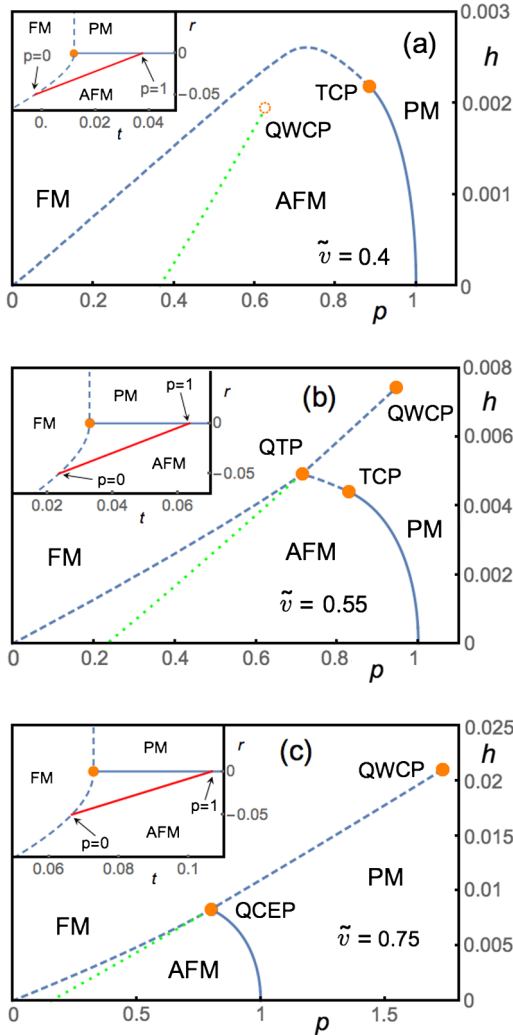 FM PM r
0.003
(a)
h
p=0
0
TCP
AFM
p=1
-0.05
0. 0.02 0.04
t
0.002
QWCP
PM
FM
AFM
0.001
ṽ = 0.4
0
0 0.2 0.4 0.6 0.8 1
p
0.008
p=1
r
PM
(b)
h
FM
0
QWCP
QTP
0.006
AFM
p=0
-0.05
TCP
0.02 0.04 0.06
t
0.004
FM
AFM
PM
ṽ = 0.55
0.002
0
0 0.2 0.4 0.6 0.8 1
p
0.025
PM
r
(c)
h
FM
0
QWCP
0.02
p=1
-0.05
p=0
AFM
0.015
0.06 0.08 0.1
t
PM
0.01
FM
QCEP
ṽ = 0.75
AFM
0.005
0
0 0.5 1 1.5
p